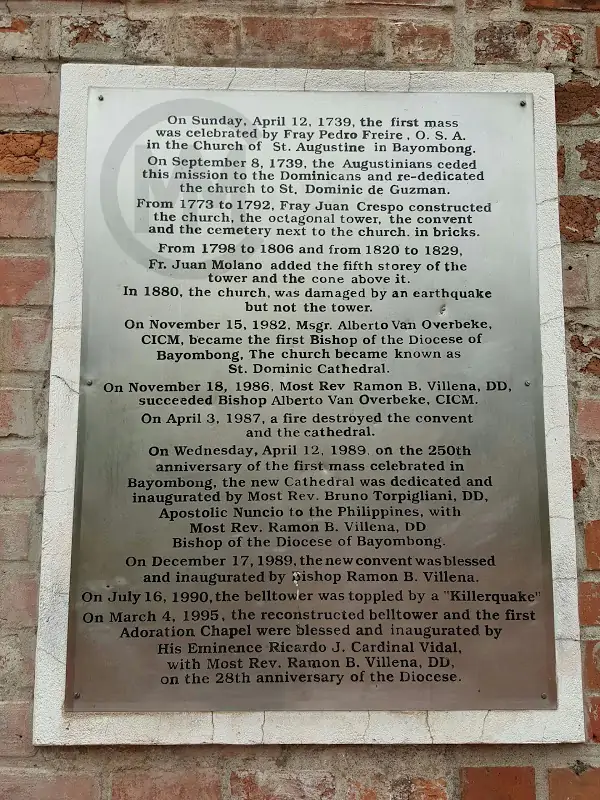 On Sunday, April 12, 1739, the first mass
was celebrated by Fray Pedro Freire, O. S. A.
in the Church of St. Augustine in Bayombong.
On September 8, 1739, the Augustinians ceded
this mission to the Dominicans and re-dedicated
the church to St, Dominic de Guzman.
From 1773 to 1792, Fray Juan Crespo constructed
the church, the octagonal tower, the convent
and the cemetery next to the church. in bricks.
From 1798 to 1806 and from 1820 to 1829,
Fr. Juan Molano added the fifth storey of the
tower and the cone above it.
In 1880, the church, was damaged by an earthquake
but not the tower.
On November 15, 1982, Msgr. Alberto Van Overbeke,
CICM, became the first Bishop of the Diocese of
Bayombong, The church became known as
St. Dominic Cathedral.
On November 18, 1986, Most Rev Ramon B. Villena, DD,
succeeded Bishop Alberto Van Overbeke, CICM.
On April 3, 1987, a fire destroyed the convent
and the cathedral.
On Wednesday, April 12, 1989. on the 250th
anniversary of the first mass celebrated in
Bayombong, the new Cathedral was dedicated and
inaugurated by Most Rev. Bruno Torpigliani, DD,
Apostolic Nuncio to the Philippines, with
Most Rev. Ramon B. Villena, DD
Bishop of the Diocese of Bayombong.
On December 17, 1989, the new convent was blessed
and inaugurated by Bishop Ramon B. Villena.
On July 16, 1990, the belltower was toppled by a "Killerquake"
On March 4, 1995, the reconstructed belltower and the first
Adoration Chapel were blessed and inaugurated by
His Eminence Ricardo J. Cardinal Vidal,
with Most Rev. Ramon B. Villena, DD,
on the 28th anniversary of the Diocese.